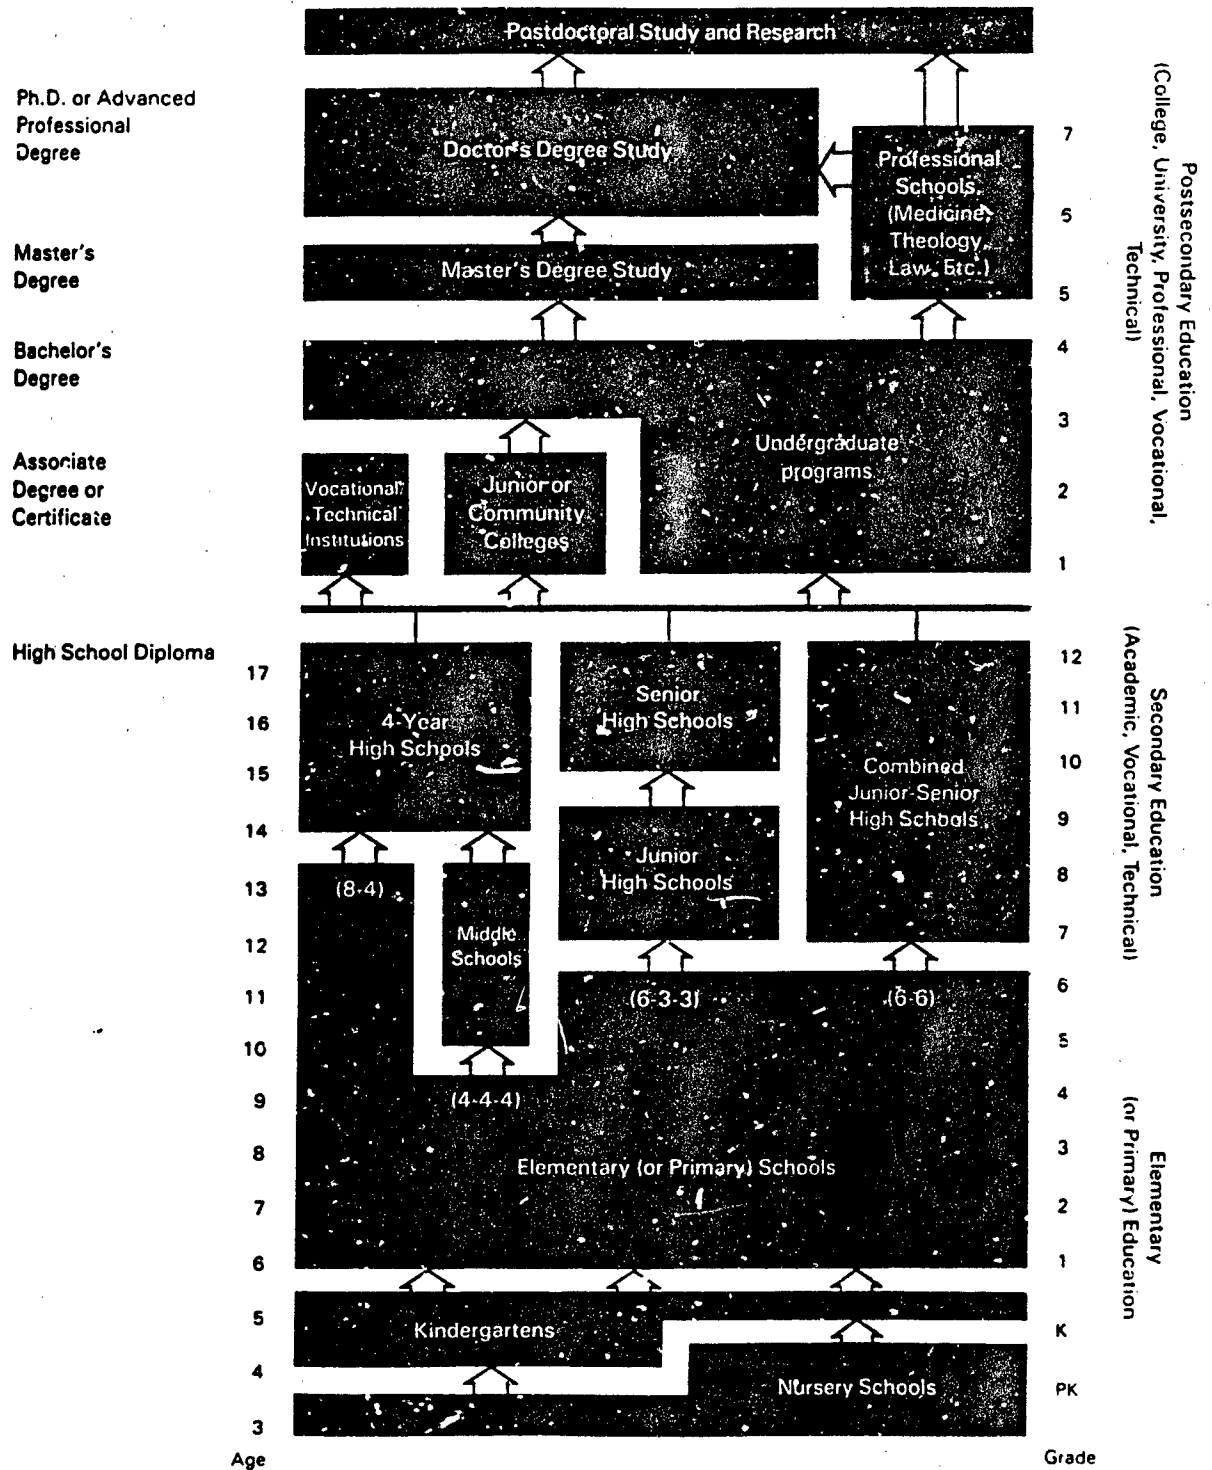 Postdoctoral Study and Research
Ph.D. or Advanced
Professional
Degree
Doctor's Degree Study
Professional
Schools
(Medicine,
Theology,
Law, Etc.)
7
5
Master's
Degree
Master's Degree Study
5
Bachelor's
Degree
4
3
Undergraduate
programs
Associate
Degree or
Certificate
Vocational/
Technical
Institutions
Junior or
Community
Colleges
2
1
Postsecondary Education
(College, University, Professional, Vocational,
Technical)
High School Diploma
17
16
15
14
13
12
11
10
9
8
7
6
5
4
3
Age
4-Year
High Schools
Senior
High Schools
Combined
Junior-Senior
High Schools
Junior
High Schools
(8-4)
Middle
Schools
(6-3-3)
(6-6)
(4-4-4)
Elementary (or Primary) Schools
Kindergartens
Nursery Schools
12
11
10
9
8
7
6
5
4
3
2
1
K
PK
Grade
Secondary Education
(Academic, Vocational, Technical)
Elementary
(or Primary) Education